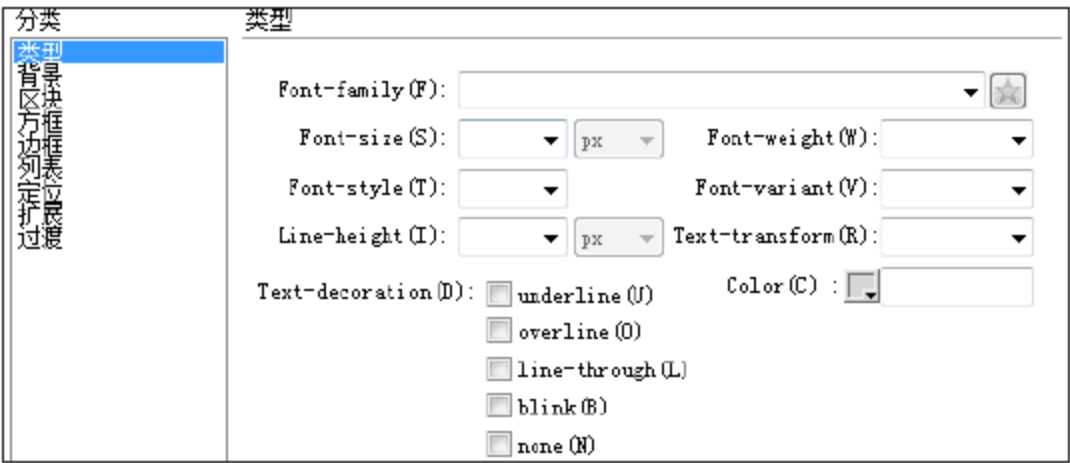 分类
类型
背景
区块
方框
边框
列表
定位
扩展
过渡
类型
Font-family(F):
Font-size(S): px Font-weight(W):
Font-style(T): Font-variant(V):
Line-height(I): px Text-transform(R):
Text-decoration(D): underline(U) Color(C) :
overline(O)
line-through(L)
blink(B)
none(N)